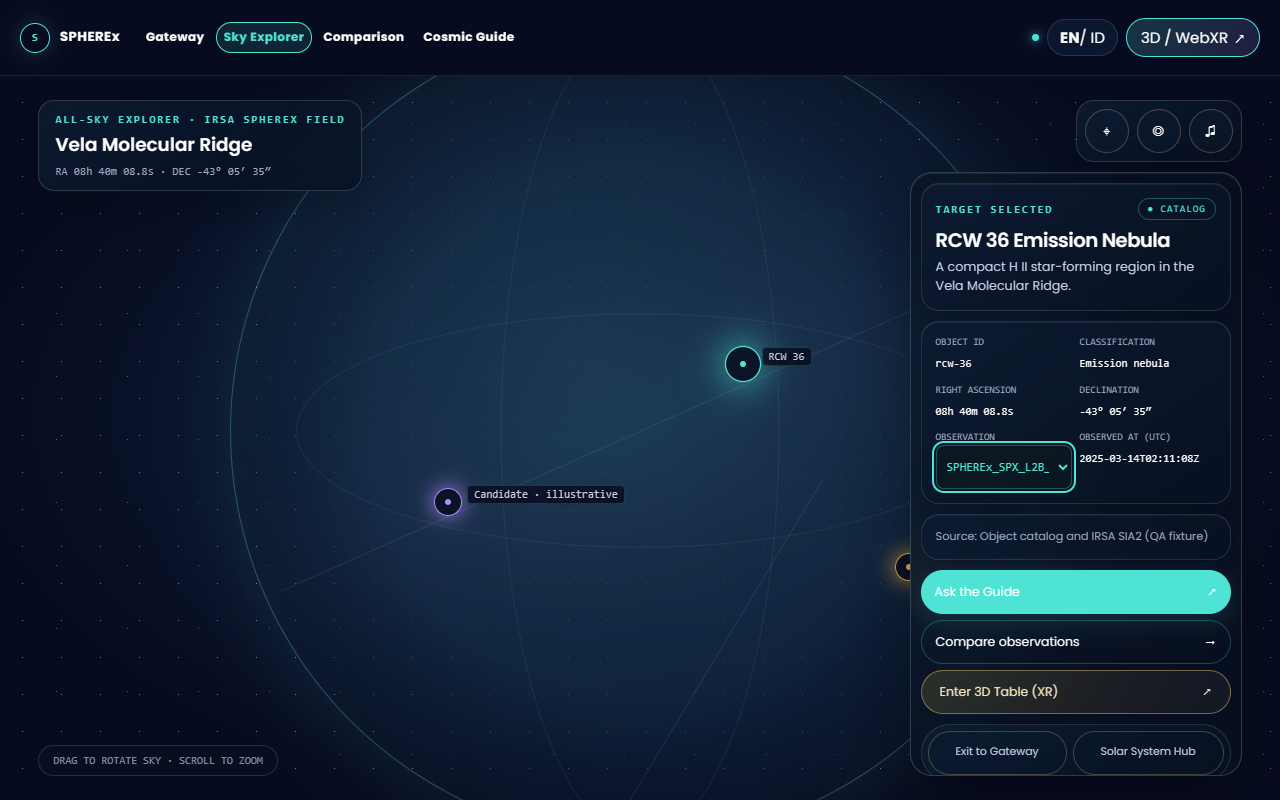 S SPHEREx Gateway Sky Explorer Comparison Cosmic Guide EN/ ID 3D / WebXR ↗
ALL-SKY EXPLORER · IRSA SPHEREX FIELD
Vela Molecular Ridge
RA 08h 40m 08.8s · DEC -43° 05′ 35″
TARGET SELECTED
CATALOG
RCW 36 Emission Nebula
A compact H II star-forming region in the
Vela Molecular Ridge.
OBJECT ID CLASSIFICATION
rcw-36 Emission nebula
RIGHT ASCENSION DECLINATION
08h 40m 08.8s -43° 05′ 35″
OBSERVATION OBSERVED AT (UTC)
SPHEREx_SPX_L2B_ 2025-03-14T02:11:08Z
RCW 36
Candidate · illustrative
Source: Object catalog and IRSA SIA2 (QA fixture)
Ask the Guide ↗
Compare observations →
Enter 3D Table (XR) ↗
Exit to Gateway Solar System Hub
DRAG TO ROTATE SKY · SCROLL TO ZOOM